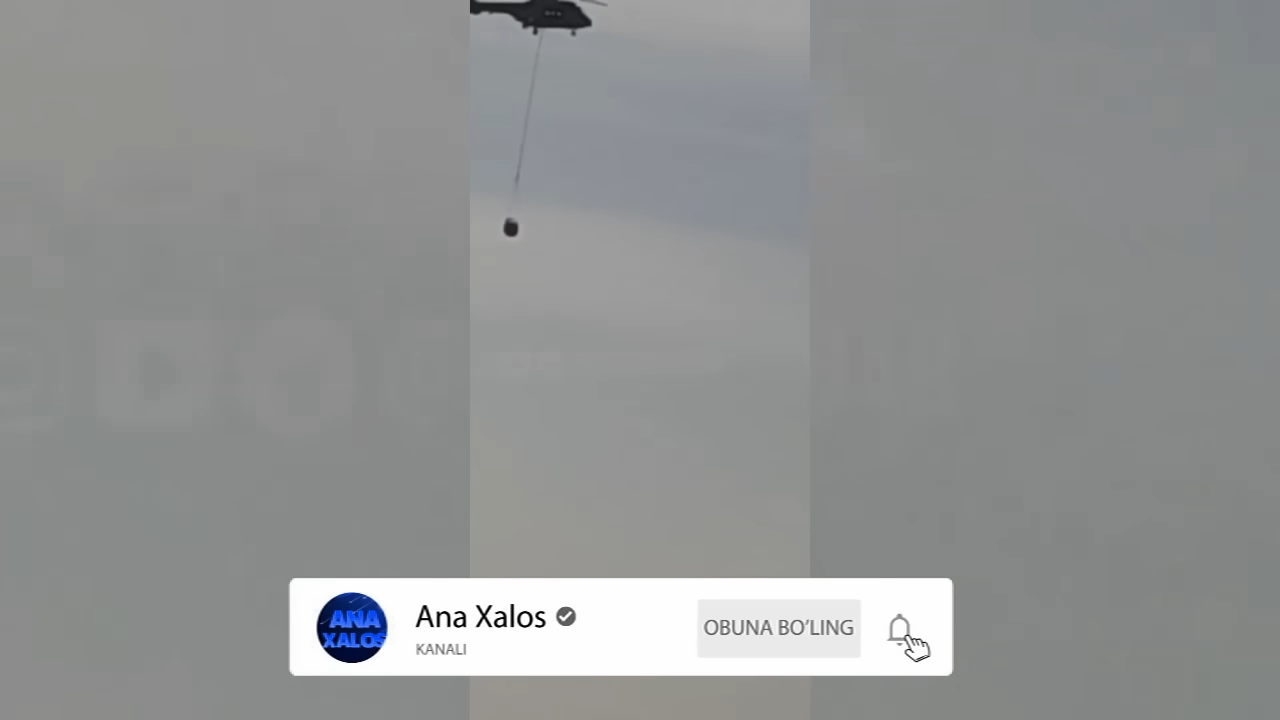 ANA
XALOS
Ana Xalos
KANALI
OBUNA BO‘LING